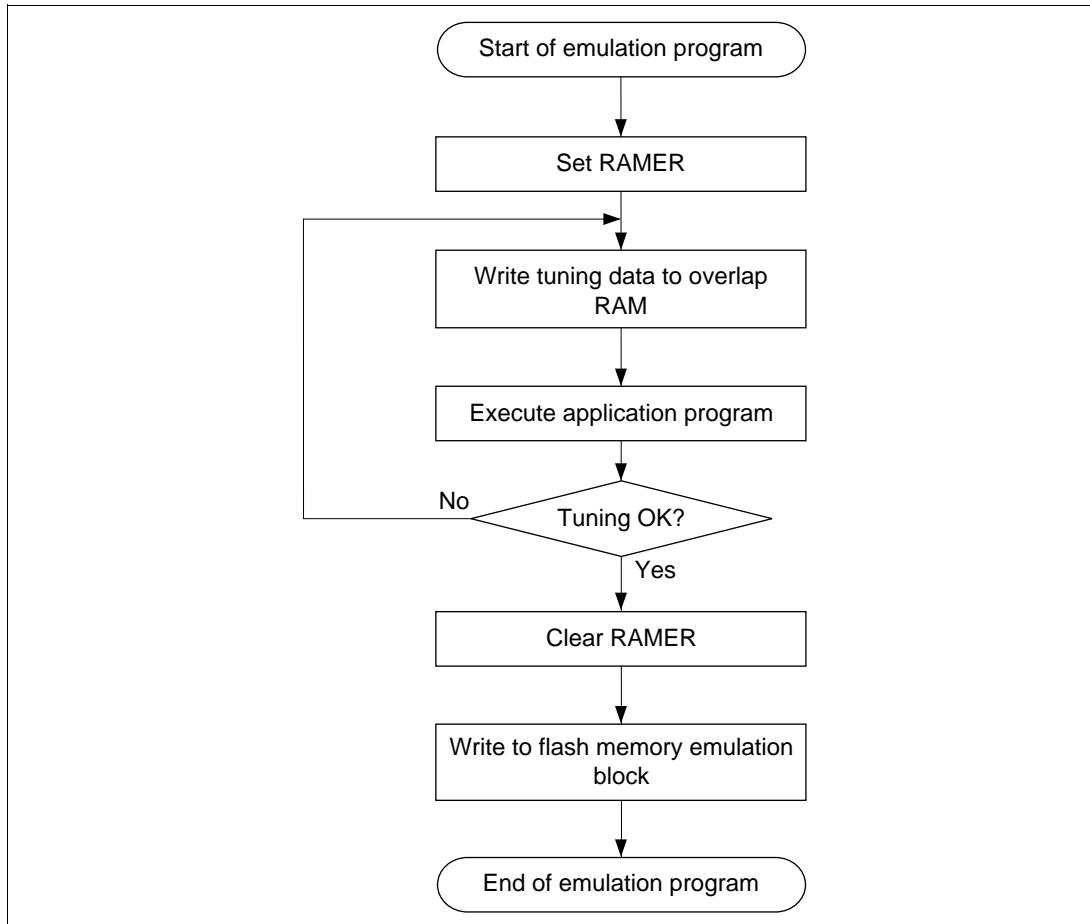 Start of emulation program
Set RAMER
Write tuning data to overlap
RAM
Execute application program
No
Tuning OK?
Yes
Clear RAMER
Write to flash memory emulation
block
End of emulation program